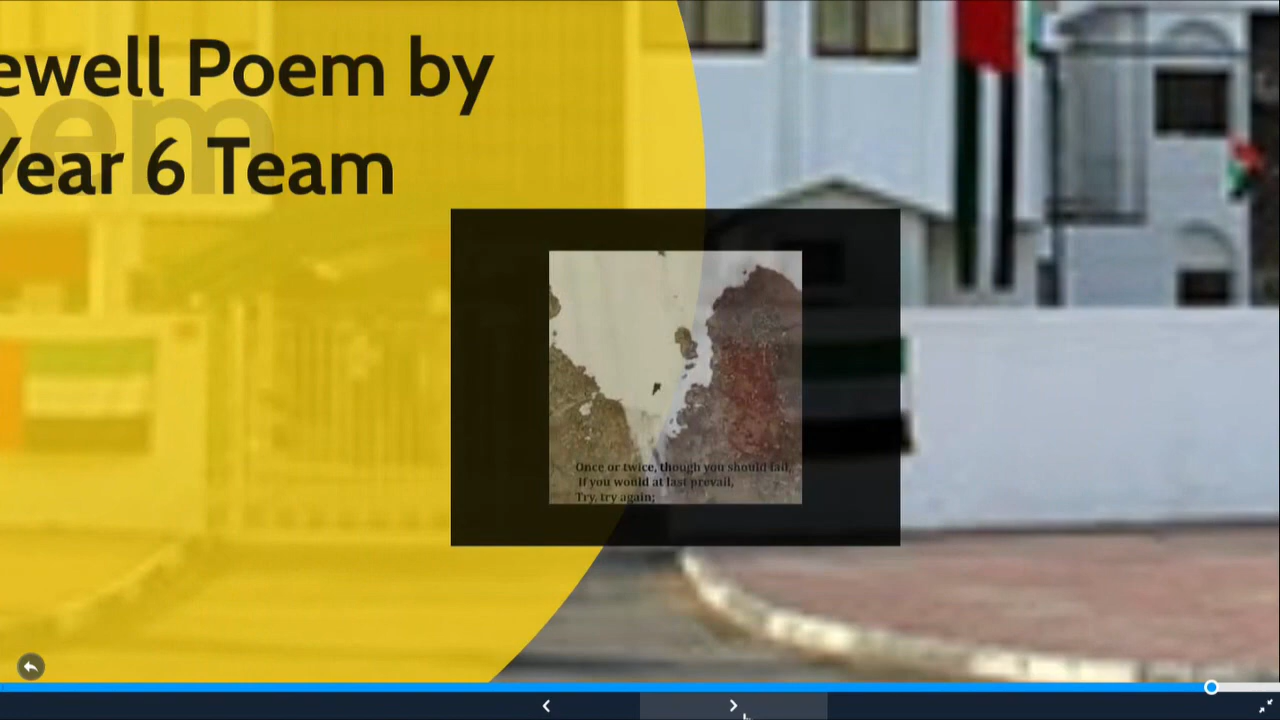 ewell Poem by
Year 6 Team
oem
Once or twice, though you should fail,
If you would at last prevail,
Try, try again;